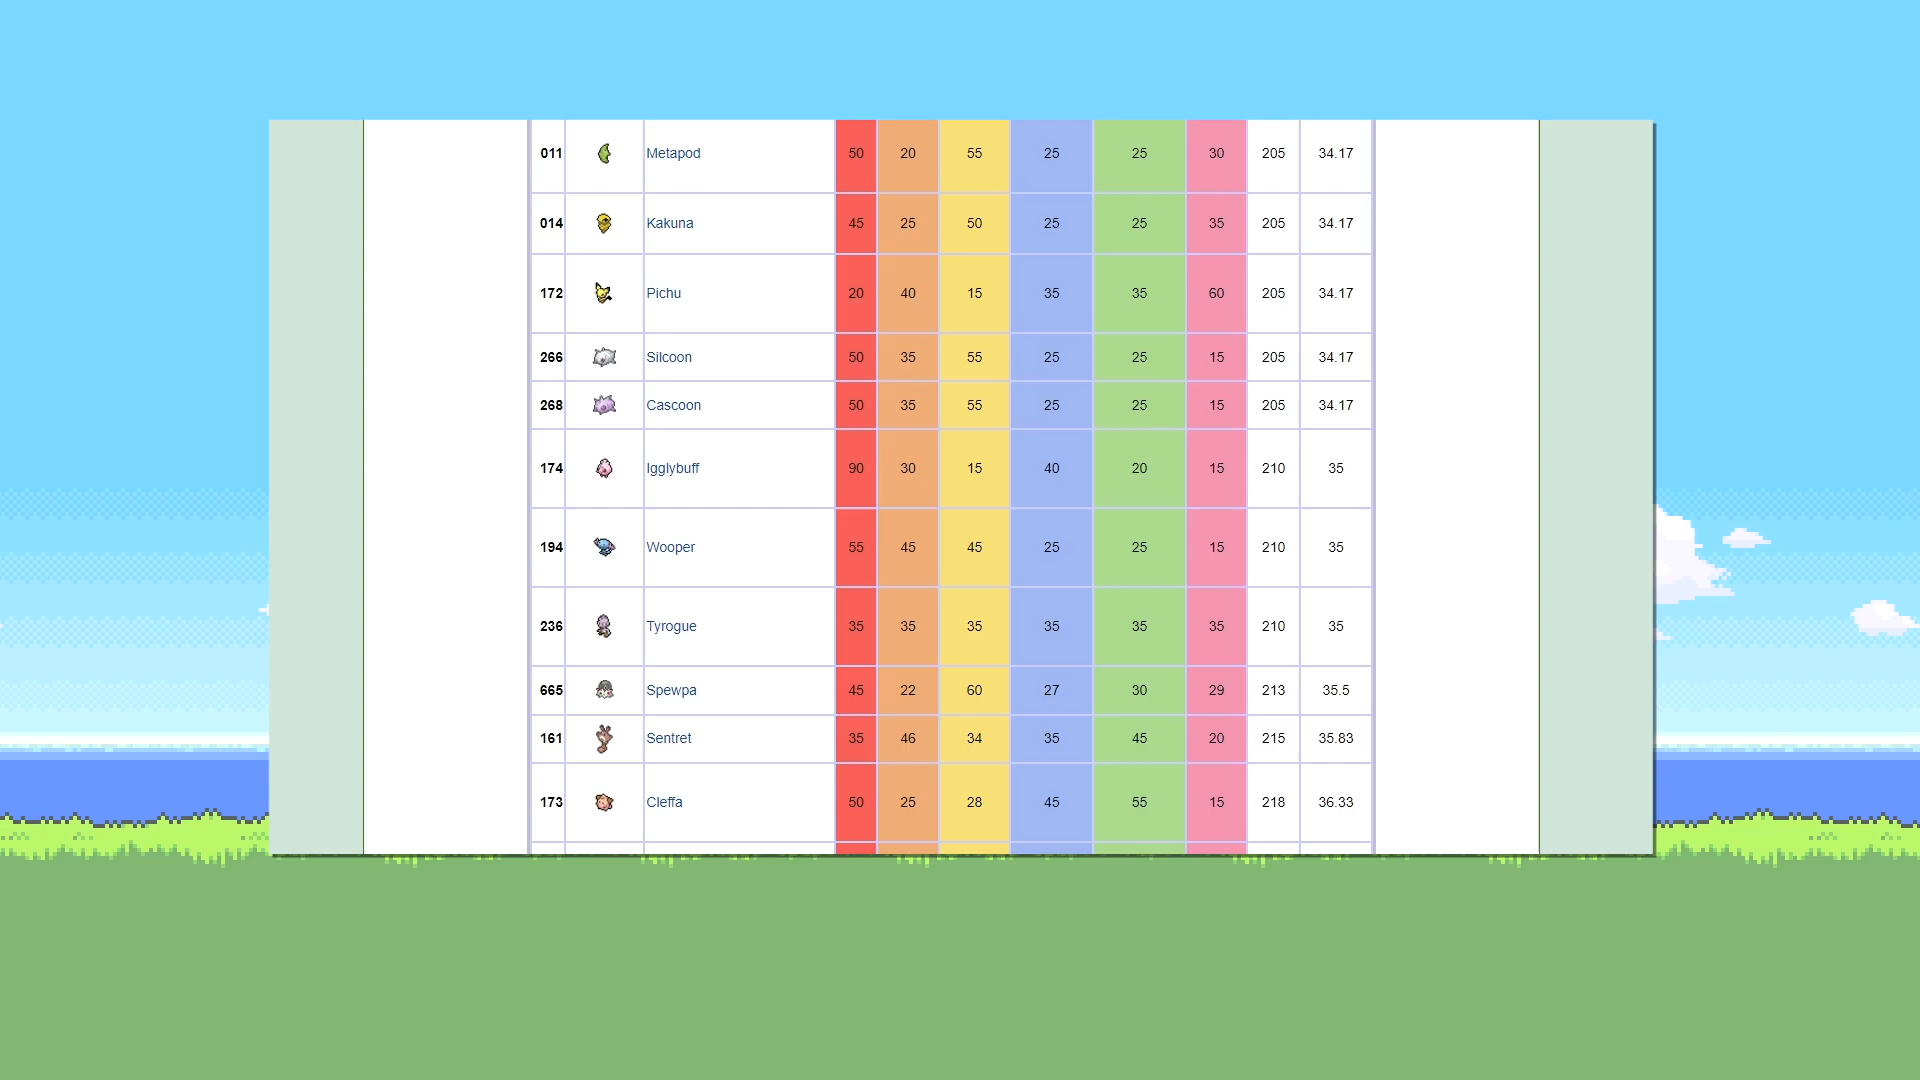 011 Metapod 50 20 55 25 25 30 205 34.17
014 Kakuna 45 25 50 25 25 35 205 34.17
172 Pichu 20 40 15 35 35 60 205 34.17
266 Silcoon 50 35 55 25 25 15 205 34.17
268 Cascoon 50 35 55 25 25 15 205 34.17
174 Igglybuff 90 30 15 40 20 15 210 35
194 Wooper 55 45 45 25 25 15 210 35
236 Tyrogue 35 35 35 35 35 35 210 35
665 Spewpa 45 22 60 27 30 29 213 35.5
161 Sentret 35 46 34 35 45 20 215 35.83
173 Cleffa 50 25 28 45 55 15 218 36.33